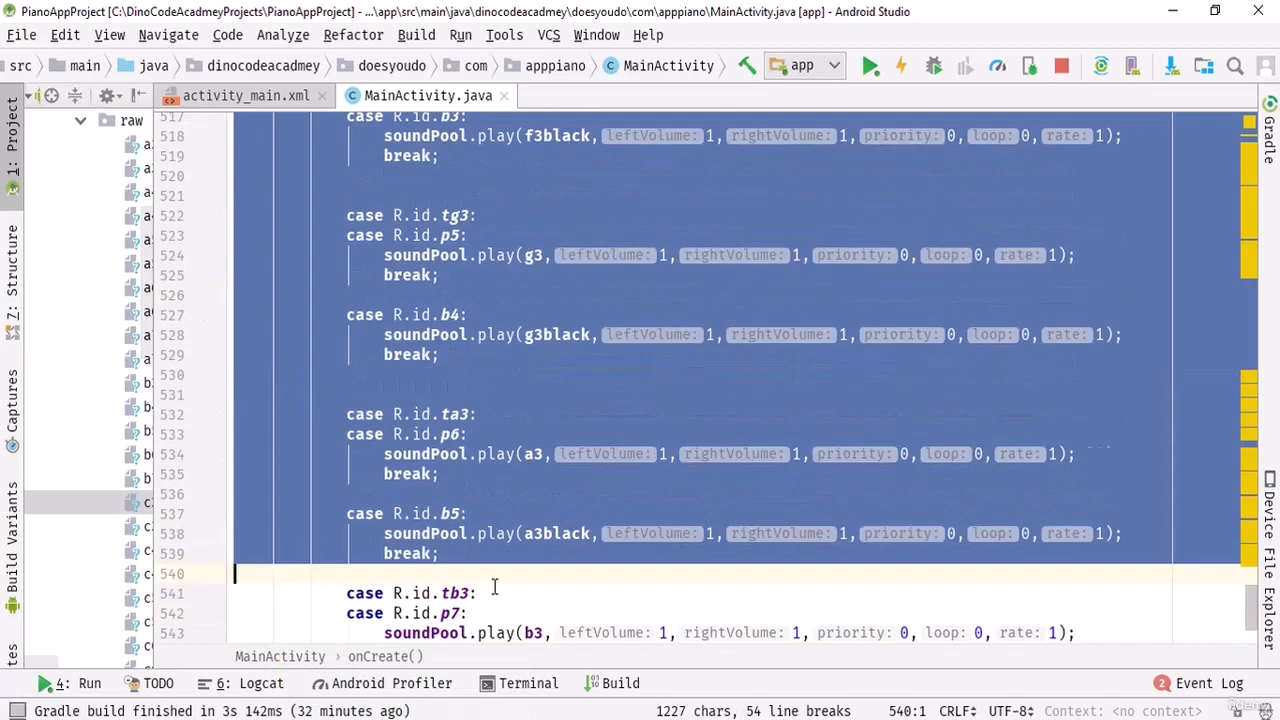 PianoAppProject [C:\DinoCodeAcadmeyProjects\PianoAppProject] - ...\app\src\main\java\dinocodeacadmey\doesyoudo\com\apppiano\MainActivity.java [app] - Android Studio
File Edit View Navigate Code Analyze Refactor Build Run Tools VCS Window Help
src main java dinocodeacadmey doesyoudo com apppiano MainActivity app
activity_main.xml MainActivity.java
1: Project
Z: Structure
Captures
Build Variants
Gradle
Device File Explorer
raw
517 case R.id.b3:
518 soundPool.play(f3black, leftVolume: 1, rightVolume: 1, priority: 0, loop: 0, rate: 1);
519 break;
520
521
522 case R.id.tg3:
523 case R.id.p5:
524 soundPool.play(g3, leftVolume: 1, rightVolume: 1, priority: 0, loop: 0, rate: 1);
525 break;
526
527 case R.id.b4:
528 soundPool.play(g3black, leftVolume: 1, rightVolume: 1, priority: 0, loop: 0, rate: 1);
529 break;
530
531
532 case R.id.ta3:
533 case R.id.p6:
534 soundPool.play(a3, leftVolume: 1, rightVolume: 1, priority: 0, loop: 0, rate: 1);
535 break;
536
537 case R.id.b5:
538 soundPool.play(a3black, leftVolume: 1, rightVolume: 1, priority: 0, loop: 0, rate: 1);
539 break;
540
541 case R.id.tb3:
542 case R.id.p7:
543 soundPool.play(b3, leftVolume: 1, rightVolume: 1, priority: 0, loop: 0, rate: 1);
MainActivity › onCreate()
4: Run TODO 6: Logcat Android Profiler Terminal Build 2 Event Log
Gradle build finished in 3s 142ms (32 minutes ago) 1227 chars, 54 line breaks 540:1 CRLF UTF-8 Context: <no context>